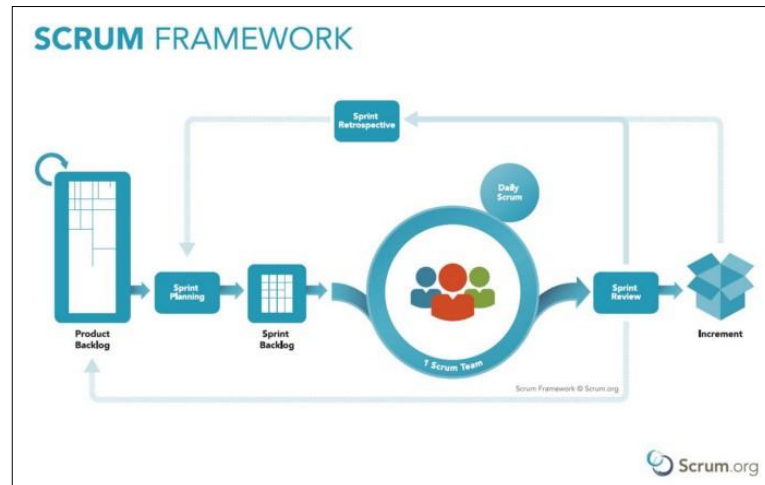 SCRUM FRAMEWORK
Sprint
Retrospective
Daily
Scrum
Sprint
Planning
Sprint
Review
Product
Backlog
Sprint
Backlog
1 Scrum Team
Increment
Scrum Framework © Scrum.org
Scrum.org